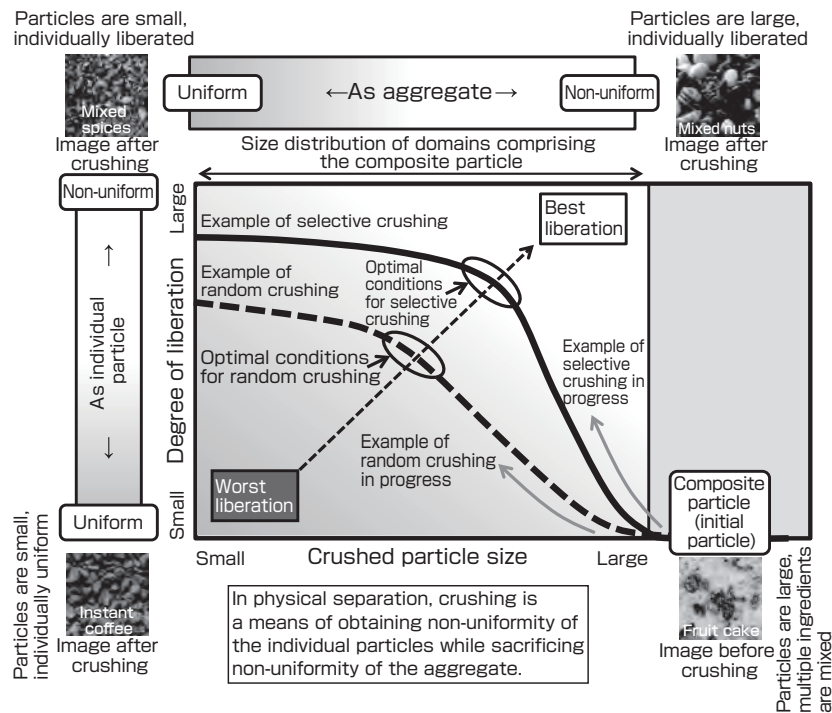 Particles are small,
individually liberated
Particles are large,
individually liberated
Mixed
spices
Image after
crushing
Uniform
←As aggregate→
Non-uniform
Mixed nuts
Image after
crushing
Size distribution of domains comprising
the composite particle
Non-uniform
← As individual →
particle
Uniform
Large
Degree of liberation
Small
Example of selective crushing
Example of
random crushing
Optimal
conditions
for selective
crushing
Best
liberation
Optimal conditions
for random crushing
Example of
selective
crushing in
progress
Example of
random crushing
in progress
Worst
liberation
Composite
particle
(initial
particle)
Small
Crushed particle size
Large
Particles are small,
individually uniform
Instant
coffee
Image after
crushing
In physical separation, crushing is
a means of obtaining non-uniformity of
the individual particles while sacrificing
non-uniformity of the aggregate.
Fruit cake
Image before
crushing
Particles are large,
multiple ingredients
are mixed